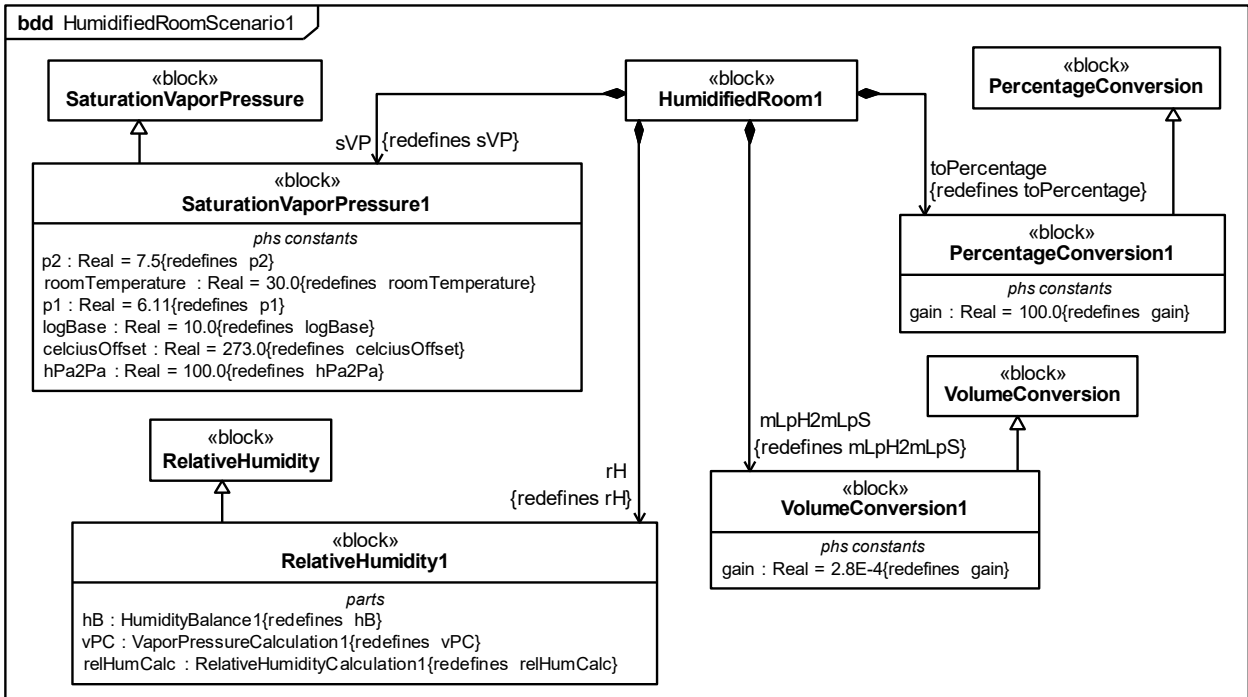 bdd HumidifiedRoomScenario1
«block»
SaturationVaporPressure
«block»
HumidifiedRoom1
«block»
PercentageConversion
sVP {redefines sVP}
toPercentage
{redefines toPercentage}
«block»
SaturationVaporPressure1
phs constants
p2 : Real = 7.5{redefines p2}
roomTemperature : Real = 30.0{redefines roomTemperature}
p1 : Real = 6.11{redefines p1}
logBase : Real = 10.0{redefines logBase}
celciusOffset : Real = 273.0{redefines celciusOffset}
hPa2Pa : Real = 100.0{redefines hPa2Pa}
«block»
PercentageConversion1
phs constants
gain : Real = 100.0{redefines gain}
«block»
VolumeConversion
mLpH2mLpS
{redefines mLpH2mLpS}
«block»
RelativeHumidity
rH
{redefines rH}
«block»
VolumeConversion1
phs constants
gain : Real = 2.8E-4{redefines gain}
«block»
RelativeHumidity1
parts
hB : HumidityBalance1{redefines hB}
vPC : VaporPressureCalculation1{redefines vPC}
relHumCalc : RelativeHumidityCalculation1{redefines relHumCalc}